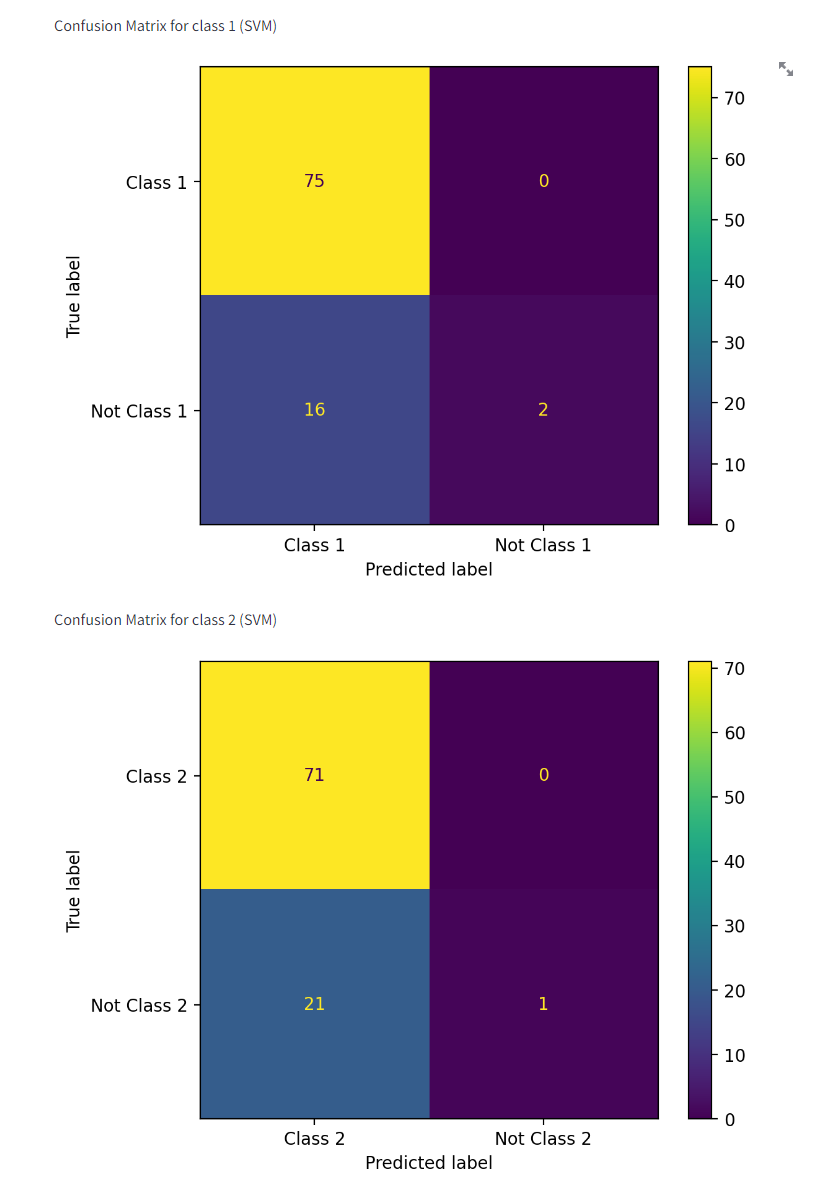 Confusion Matrix for class 1 (SVM)
Class 1
75
0
70
60
50
40
30
20
10
0
True label
Not Class 1
16
2
Class 1
Not Class 1
Predicted label
Confusion Matrix for class 2 (SVM)
Class 2
71
0
70
60
50
40
30
20
10
0
True label
Not Class 2
21
1
Class 2
Not Class 2
Predicted label